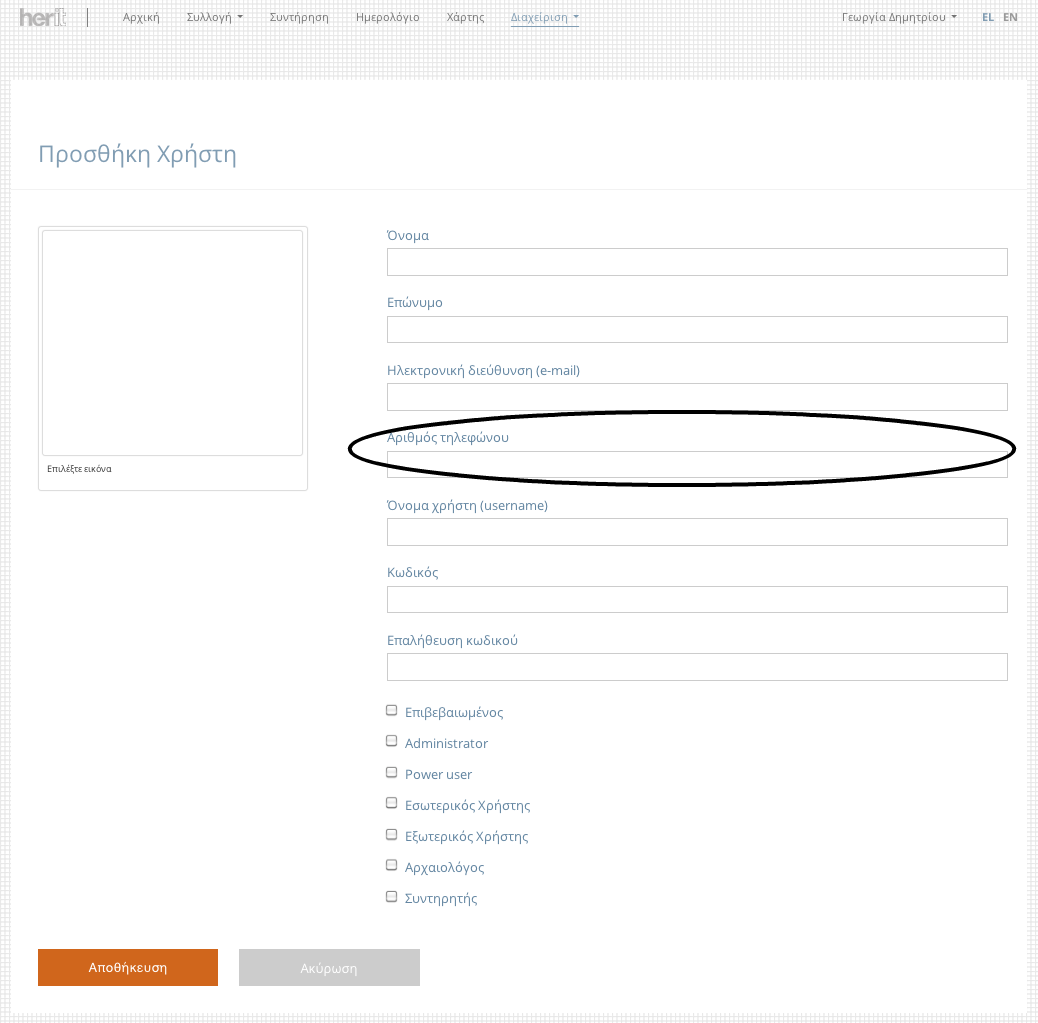 herit Αρχική Συλλογή Συντήρηση Ημερολόγιο Χάρτης Διαχείριση Γεωργία Δημητρίου EL EN
Προσθήκη Χρήστη
Επιλέξτε εικόνα
Όνομα
Επώνυμο
Ηλεκτρονική διεύθυνση (e-mail)
Αριθμός τηλεφώνου
Όνομα χρήστη (username)
Κωδικός
Επαλήθευση κωδικού
Επιβεβαιωμένος
Administrator
Power user
Εσωτερικός Χρήστης
Εξωτερικός Χρήστης
Αρχαιολόγος
Συντηρητής
Αποθήκευση Ακύρωση